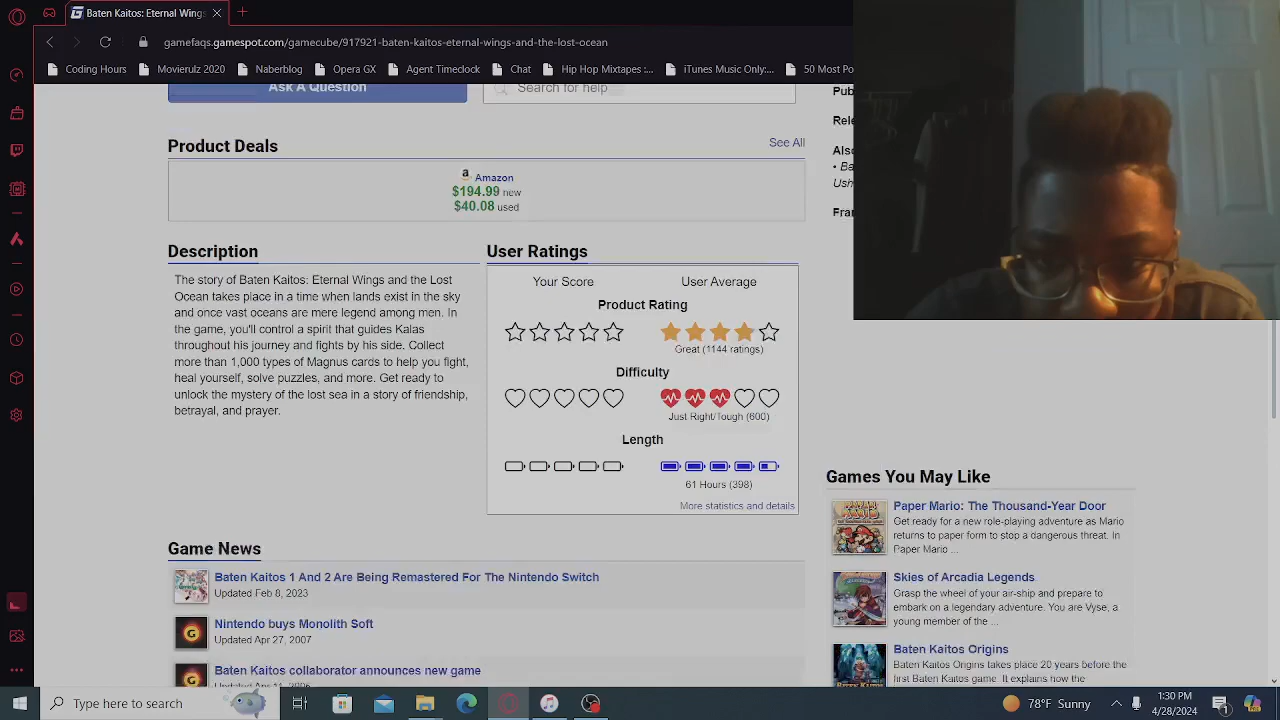 Baten Kaitos: Eternal Wings
gamefaqs.gamespot.com/gamecube/917921-baten-kaitos-eternal-wings-and-the-lost-ocean
Coding Hours
Movierulz 2020
Naberblog
Opera GX
Agent Timeclock
Chat
Hip Hop Mixtapes :...
iTunes Music Only:...
50 Most Po
Ask A Question
Search for help
Pub
Rele
Also
• Ba
Ush
Fran
Product Deals
See All
a Amazon
$194.99 new
$40.08 used
Description
The story of Baten Kaitos: Eternal Wings and the Lost
Ocean takes place in a time when lands exist in the sky
and once vast oceans are mere legend among men. In
the game, you'll control a spirit that guides Kalas
throughout his journey and fights by his side. Collect
more than 1,000 types of Magnus cards to help you fight,
heal yourself, solve puzzles, and more. Get ready to
unlock the mystery of the lost sea in a story of friendship,
betrayal, and prayer.
User Ratings
Your Score
User Average
Product Rating
Great (1144 ratings)
Difficulty
Just Right/Tough (600)
Length
61 Hours (398)
More statistics and details
Game News
Baten Kaitos 1 And 2 Are Being Remastered For The Nintendo Switch
Updated Feb 8, 2023
Nintendo buys Monolith Soft
Updated Apr 27, 2007
Baten Kaitos collaborator announces new game
Games You May Like
Paper Mario: The Thousand-Year Door
Get ready for a new role-playing adventure as Mario
returns to paper form to stop a dangerous threat. In
Paper Mario ...
Skies of Arcadia Legends
Grasp the wheel of your air-ship and prepare to
embark on a legendary adventure. You are Vyse, a
young member of the ...
Baten Kaitos Origins
Baten Kaitos Origins takes place 20 years before the
first Baten Kaitos game. It explains how the
Type here to search
78°F Sunny
1:30 PM
4/28/2024